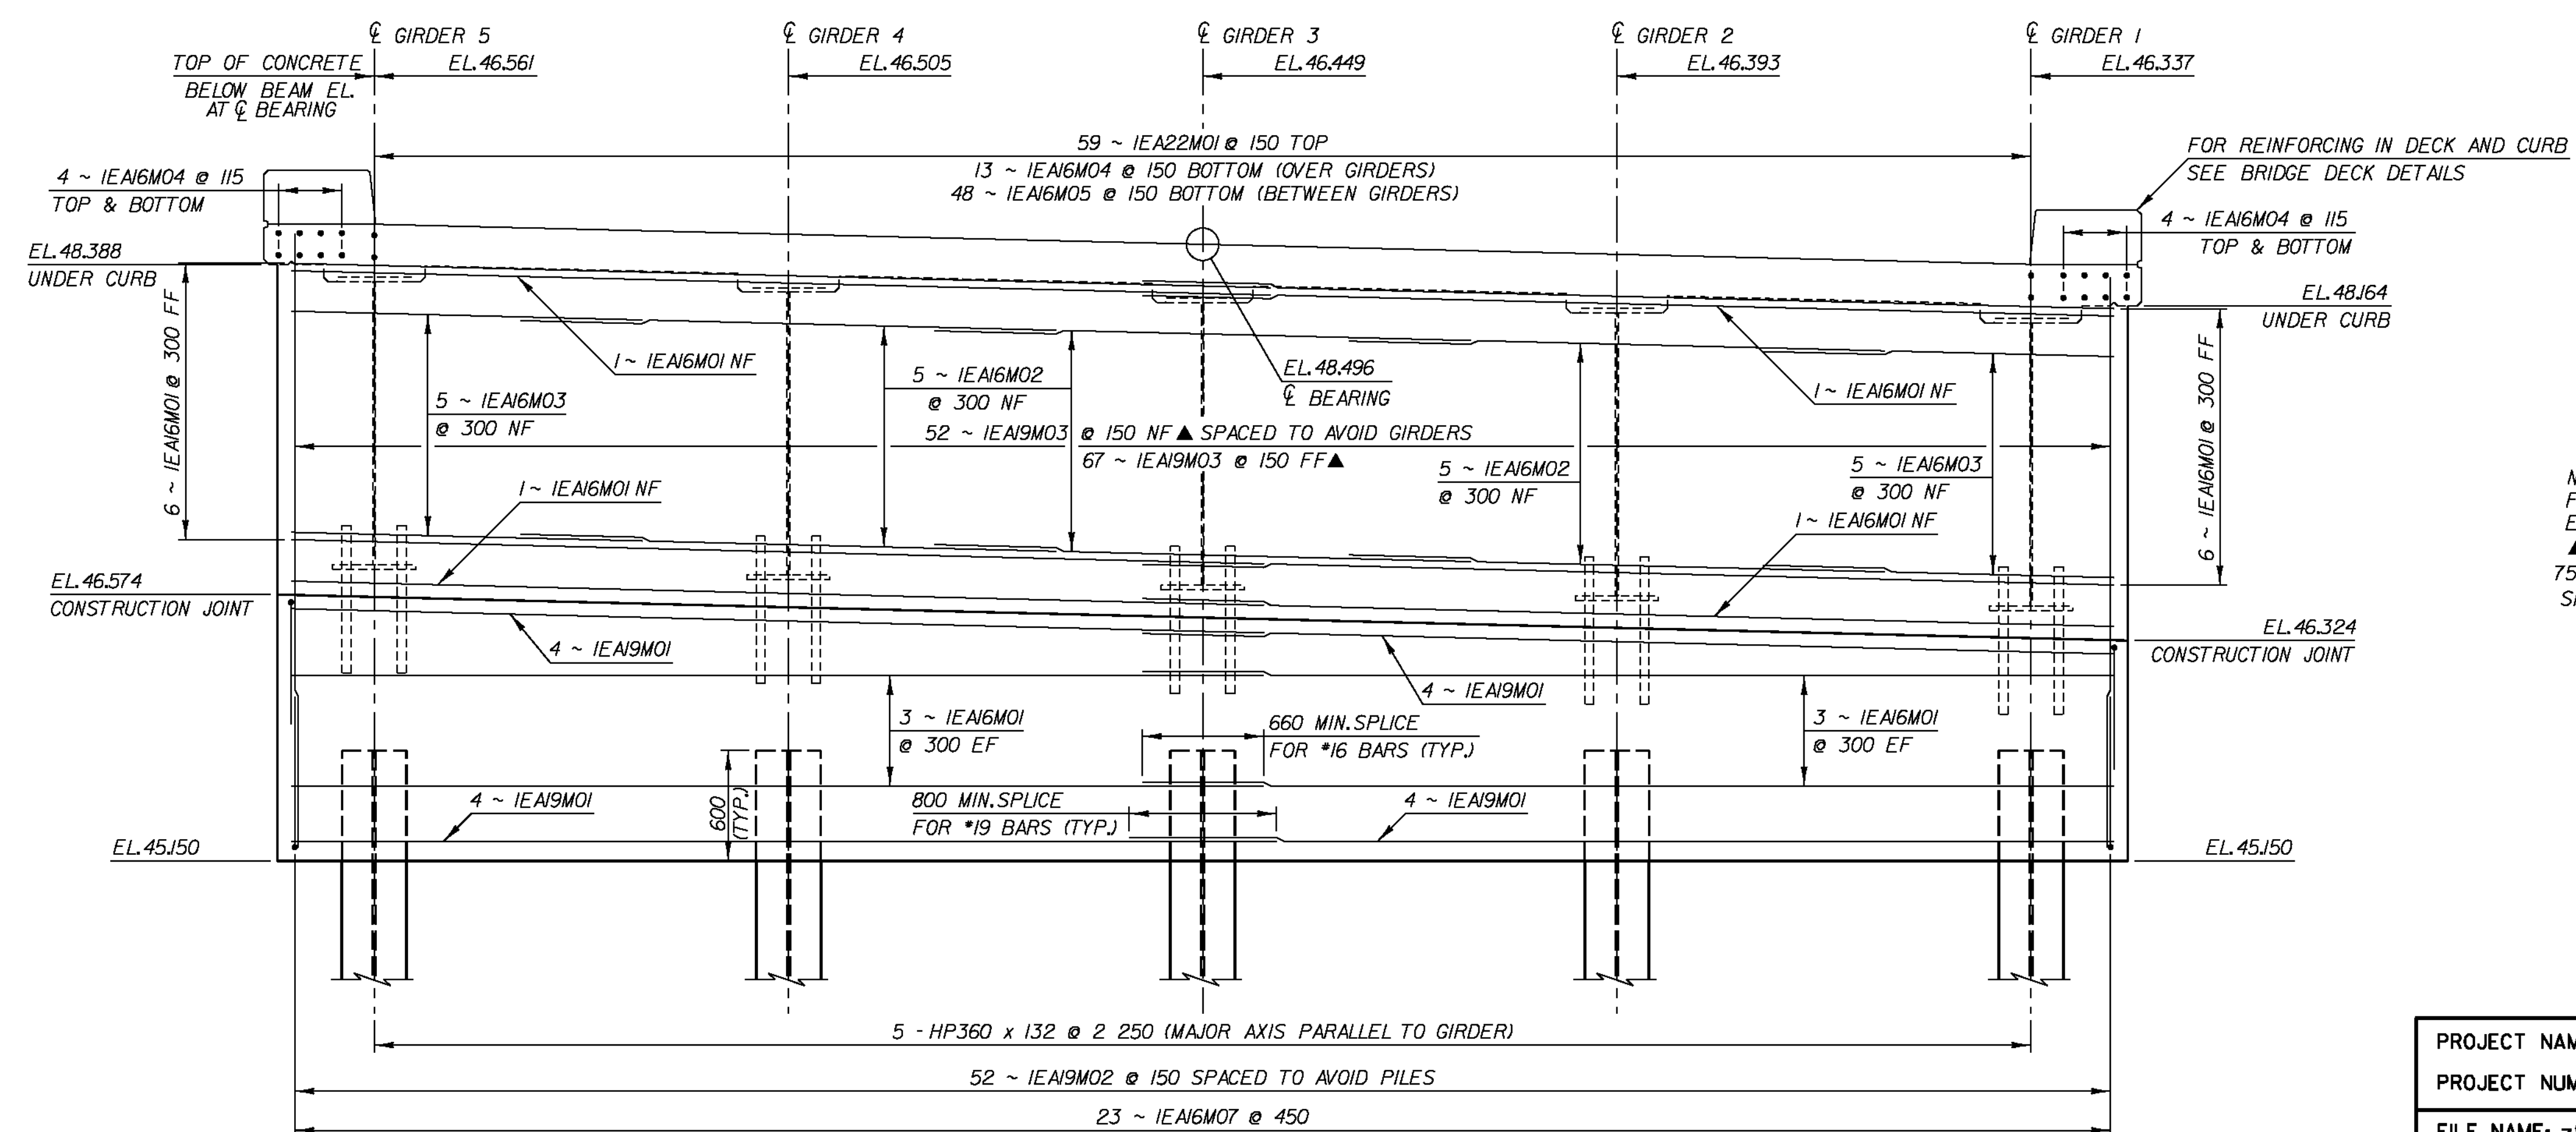 ℄ GIRDER 5
℄ GIRDER 4
℄ GIRDER 3
℄ GIRDER 2
℄ GIRDER 1
TOP OF CONCRETE
BELOW BEAM EL.
AT ℄ BEARING
EL. 46.561
EL. 46.505
EL. 46.449
EL. 46.393
EL. 46.337
59 ~ 1EA22M01 @ 150 TOP
13 ~ 1EA16M04 @ 150 BOTTOM (OVER GIRDERS)
48 ~ 1EA16M05 @ 150 BOTTOM (BETWEEN GIRDERS)
FOR REINFORCING IN DECK AND CURB
SEE BRIDGE DECK DETAILS
4 ~ 1EA16M04 @ 115
TOP & BOTTOM
4 ~ 1EA16M04 @ 115
TOP & BOTTOM
EL. 48.388
UNDER CURB
EL. 48.164
UNDER CURB
6 ~ 1EA16M01 @ 300 FF
6 ~ 1EA16M01 @ 300 FF
1 ~ 1EA16M01 NF
5 ~ 1EA16M02
@ 300 NF
EL. 48.496
℄ BEARING
1 ~ 1EA16M01 NF
5 ~ 1EA16M03
@ 300 NF
52 ~ 1EA19M03 @ 150 NF ▲ SPACED TO AVOID GIRDERS
67 ~ 1EA19M03 @ 150 FF ▲
5 ~ 1EA16M02
@ 300 NF
5 ~ 1EA16M03
@ 300 NF
1 ~ 1EA16M01 NF
1 ~ 1EA16M01 NF
EL. 46.574
CONSTRUCTION JOINT
EL. 46.324
CONSTRUCTION JOINT
4 ~ 1EA19M01
4 ~ 1EA19M01
3 ~ 1EA16M01
@ 300 EF
660 MIN. SPLICE
FOR #16 BARS (TYP.)
3 ~ 1EA16M01
@ 300 EF
4 ~ 1EA19M01
600
(TYP.)
800 MIN. SPLICE
FOR #19 BARS (TYP.)
4 ~ 1EA19M01
EL. 45.150
EL. 45.150
75
5 - HP360 x 132 @ 2 250 (MAJOR AXIS PARALLEL TO GIRDER)
52 ~ 1EA19M02 @ 150 SPACED TO AVOID PILES
23 ~ 1EA16M07 @ 450
PROJECT
PROJECT
FILE NAME: